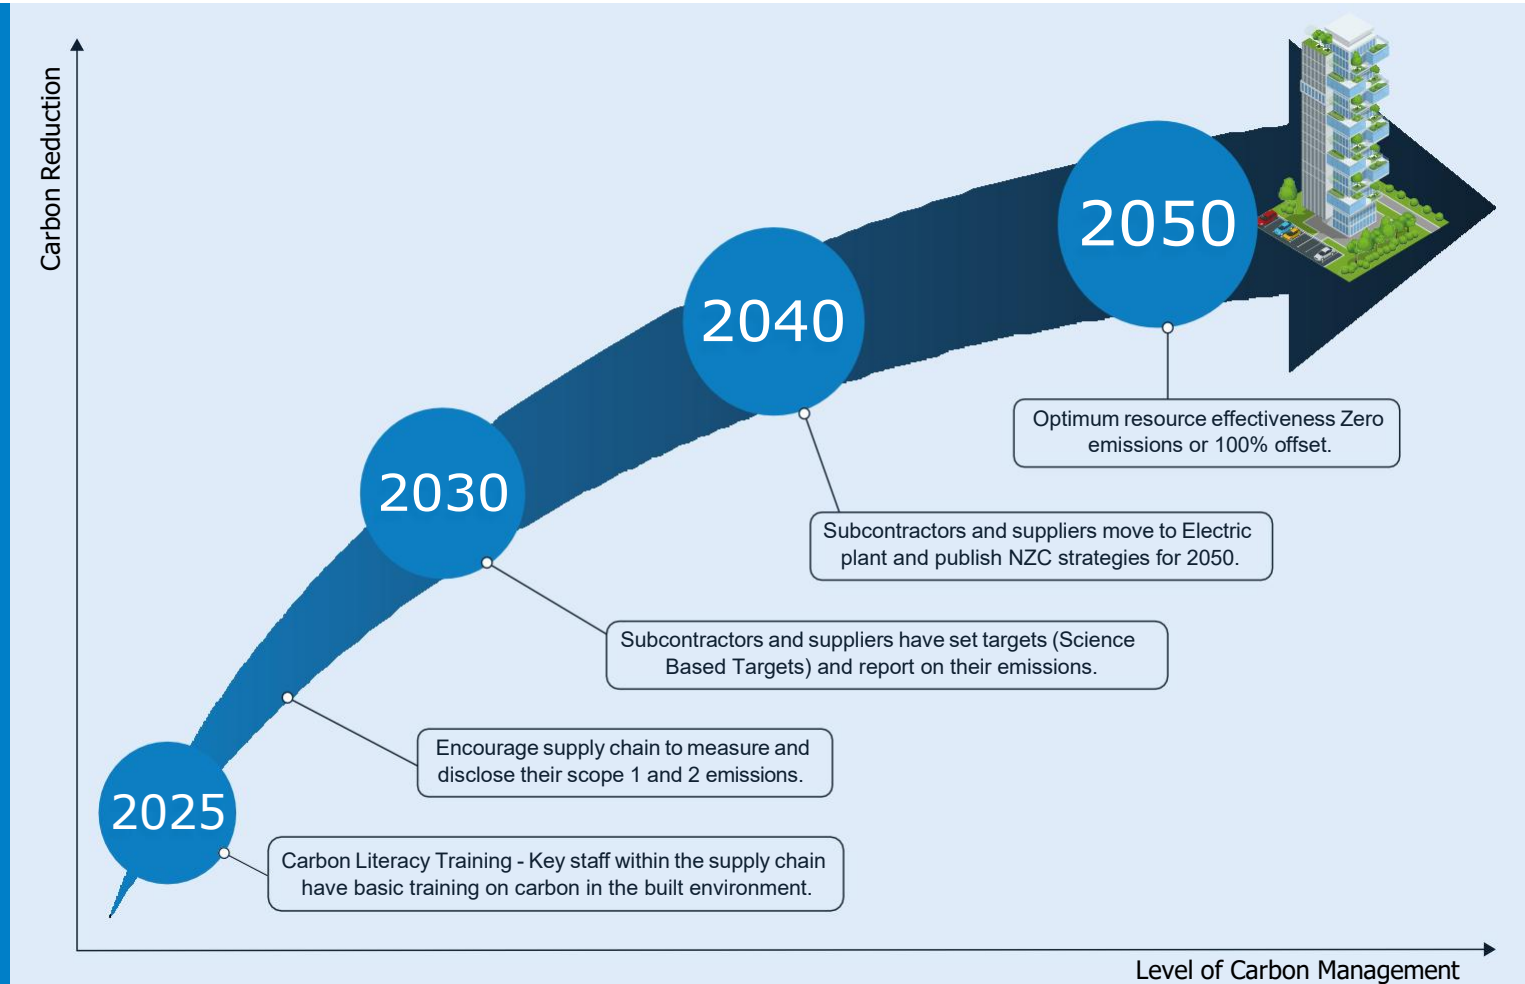 Carbon Reduction
2050
2040
Optimum resource effectiveness Zero
emissions or 100% offset.
2030
Subcontractors and suppliers move to Electric
plant and publish NZC strategies for 2050.
Subcontractors and suppliers have set targets (Science
Based Targets) and report on their emissions.
Encourage supply chain to measure and
disclose their scope 1 and 2 emissions.
2025
Carbon Literacy Training - Key staff within the supply chain
have basic training on carbon in the built environment.
Level of Carbon Management